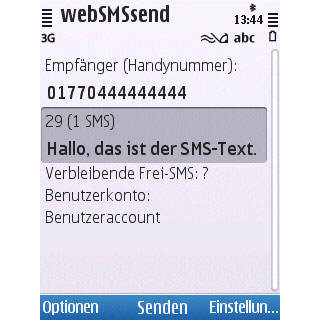 webSMSsend
13:44
3G
abc
Empfänger (Handynummer):
01770444444444
29 (1 SMS)
Hallo, das ist der SMS-Text.
Verbleibende Frei-SMS: ?
Benutzerkonto:
Benutzeraccount
Optionen Senden Einstellun...